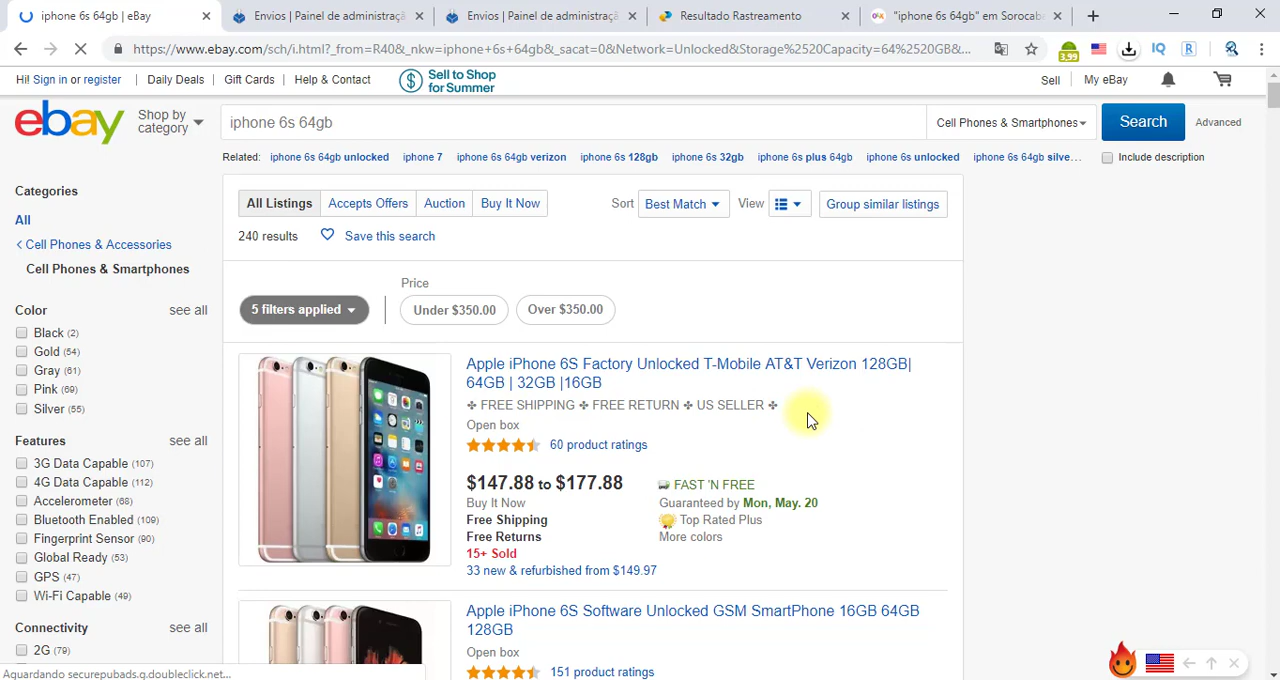 iphone 6s 64gb | eBay
Envios | Painel de administraçã
Envios | Painel de administraçã
Resultado Rastreamento
"iphone 6s 64gb" em Sorocaba
https://www.ebay.com/sch/i.html?_from=R40&_nkw=iphone+6s+64gb&_sacat=0&Network=Unlocked&Storage%2520Capacity=64%2520GB&...
3,99
IQ
R
Hi! Sign in or register
Daily Deals
Gift Cards
Help & Contact
Sell to Shop
for Summer
Sell
My eBay
ebay
Shop by
category
iphone 6s 64gb
Cell Phones & Smartphones
Search
Advanced
Related: iphone 6s 64gb unlocked iphone 7 iphone 6s 64gb verizon iphone 6s 128gb iphone 6s 32gb iphone 6s plus 64gb iphone 6s unlocked iphone 6s 64gb silve...
Include description
Categories
All
< Cell Phones & Accessories
Cell Phones & Smartphones
Color see all
Black (2)
Gold (54)
Gray (61)
Pink (69)
Silver (55)
Features see all
3G Data Capable (107)
4G Data Capable (112)
Accelerometer (68)
Bluetooth Enabled (109)
Fingerprint Sensor (90)
Global Ready (53)
GPS (47)
Wi-Fi Capable (49)
Connectivity see all
2G (79)
Aguardando securepubads.g.doubleclick.net...
All Listings
Accepts Offers
Auction
Buy It Now
Sort Best Match
View
Group similar listings
240 results
Save this search
5 filters applied
Price
Under $350.00
Over $350.00
Apple iPhone 6S Factory Unlocked T-Mobile AT&T Verizon 128GB|
64GB | 32GB |16GB
✤ FREE SHIPPING ✤ FREE RETURN ✤ US SELLER ✤
Open box
60 product ratings
$147.88 to $177.88
Buy It Now
Free Shipping
Free Returns
15+ Sold
33 new & refurbished from $149.97
FAST 'N FREE
Guaranteed by Mon, May. 20
Top Rated Plus
More colors
Apple iPhone 6S Software Unlocked GSM SmartPhone 16GB 64GB
128GB
Open box
151 product ratings